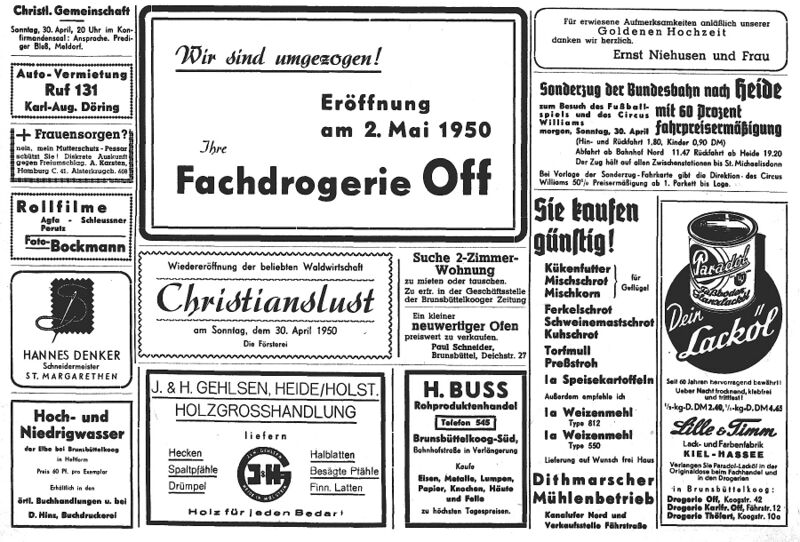 Christl. Gemeinschaft
Sonntag, 30. April, 20 Uhr im Kon-
firmandensaal: Ansprache. Predi-
ger Bleß, Meldorf.
Auto-Vermietung
Ruf 131
Karl-Aug. Döring
+ Frauensorgen?
nein, mein Mutterschutz-Pessar
schützt Sie! Diskrete Auskunft
gegen Freiumschlag. A. Karsten,
Hamburg C. 41, Alsterkrugch. 408
Rollfilme
Agfa - Schleussner
Perutz
Foto-Bockmann
HANNES DENKER
Schneidermeister
ST. MARGARETHEN
Hoch- und
Niedrigwasser
der Elbe bei Brunsbüttelkoog
in Heftform
Preis 60 Pf. pro Exemplar
Erhältlich in den
örtl. Buchhandlungen u. bei
D. Hinz, Buchdruckerei
Wir sind umgezogen!
Eröffnung
am 2. Mai 1950
Ihre
Fachdrogerie Off
Wiedereröffnung der beliebten Waldwirtschaft
Christianslust
am Sonntag, dem 30. April 1950
Die Försterei
Suche 2-Zimmer-
Wohnung
zu mieten oder tauschen.
Zu erfr. in der Geschäftsstelle
der Brunsbüttelkooger Zeitung
Ein kleiner
neuwertiger Ofen
preiswert zu verkaufen.
Paul Schneider,
Brunsbüttel, Deichstr. 27
J. & H. GEHLSEN, HEIDE/HOLST.
HOLZGROSSHANDLUNG
liefern
Hecken
Spaltpfähle
Drümpel
J&H
Halblatten
Besägte Pfähle
Finn. Latten
Holz für jeden Bedarf
H. BUSS
Rohproduktenhandel
Telefon 545
Brunsbüttelkoog-Süd,
Bahnhofstraße in Verlängerung
Kaufe
Eisen, Metalle, Lumpen,
Papier, Knochen, Häute
und Felle
zu höchsten Tagespreisen.
Für erwiesene Aufmerksamkeiten anläßlich unserer
Goldenen Hochzeit
danken wir herzlich.
Ernst Niehusen und Frau
Sonderzug der Bundesbahn nach Heide
zum Besuch des Fußball-
spiels und des Circus
Williams
morgen, Sonntag, 30. April
mit 60 Prozent
Fahrpreisermäßigung
(Hin- und Rückfahrt 1.80, Kinder 0,90 DM)
Abfahrt ab Bahnhof Nord 11.47 Rückfahrt ab Heide 19.20
Der Zug hält auf allen Zwischenstationen bis St. Michaelisdonn
Bei Vorlage der Sonderzug-Fahrkarte gibt die Direktion des Circus
Williams 50% Preisermäßigung ab 1. Parkett bis Loge.
Sie kaufen
günstig!
Kükenfutter
Mischschrot
Mischkorn
für
Geflügel
Ferkelschrot
Schweinemastschrot
Kuhschrot
Torfmull
Preßstroh
Ia Speisekartoffeln
Außerdem empfehle ich
Ia Weizenmehl
Type 812
Ia Weizenmehl
Type 550
Lieferung auf Wunsch frei Haus
Dithmarscher
Mühlenbetrieb
Kanalufer Nord und
Verkaufsstelle Fährstraße
Paradol
Fußboden
Glanzlacköl
Dein
Lacköl
Seit 60 Jahren hervorragend bewährt!
Ueber Nacht trocknend, klebfrei
und trittfest!
1/2-kg-D. DM 2.40, 1/1-kg-D. DM 4.65
Lille & Timm
Lack- und Farbenfabrik
KIEL-HASSEE
Verlangen Sie Paradol-Lacköl in der
Originaldose beim Fachhandel und
in den Drogerien
in Brunsbüttelkoog:
Drogerie Off, Koogstr. 42
Drogerie Karlfr. Off, Fährstr. 12
Drogerie Thölert, Koogstr. 10a